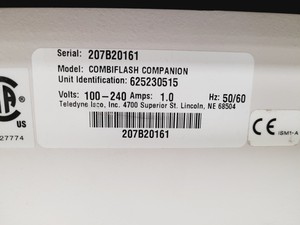 Serial: 207B20161
Model: COMBIFLASH COMPANION
Unit Identification: 625230515
Volts: 100-240 Amps: 1.0 Hz: 50/60
Teledyne Isco, Inc. 4700 Superior St. Lincoln, NE 68504
207B20161
US
27774
CE
ISM1-A